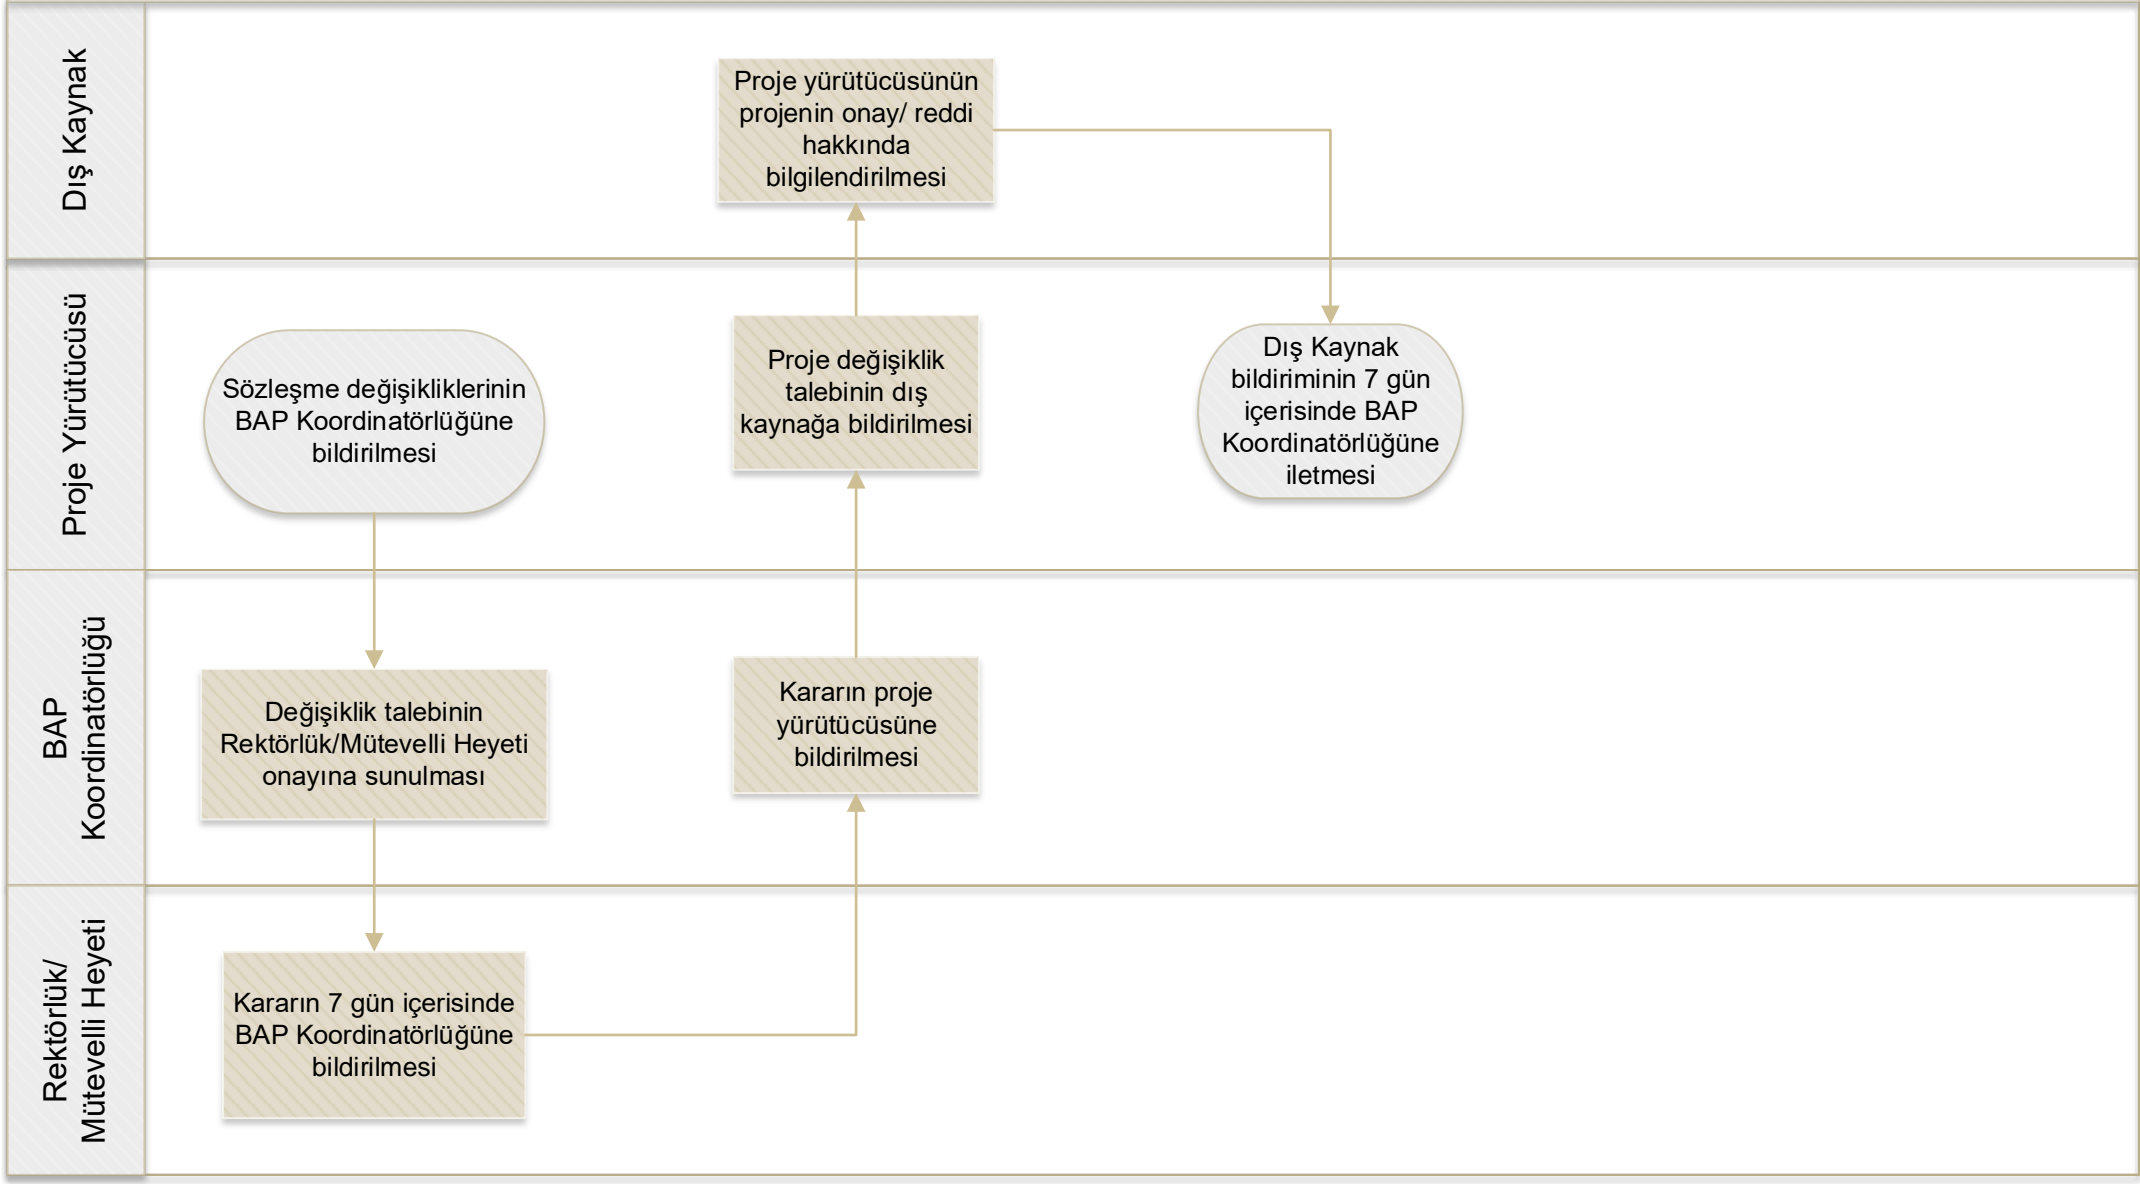 Dış Kaynak
Proje yürütücüsünün
projenin onay/ reddi
hakkında
bilgilendirilmesi
Proje Yürütücüsü
Sözleşme değişikliklerinin
BAP Koordinatörlüğüne
bildirilmesi
Proje değişiklik
talebinin dış
kaynağa bildirilmesi
Dış Kaynak
bildiriminin 7 gün
içerisinde BAP
Koordinatörlüğüne
iletmesi
BAP
Koordinatörlüğü
Değişiklik talebinin
Rektörlük/Mütevelli Heyeti
onayına sunulması
Kararın proje
yürütücüsüne
bildirilmesi
Rektörlük/
Mütevelli Heyeti
Kararın 7 gün içerisinde
BAP Koordinatörlüğüne
bildirilmesi